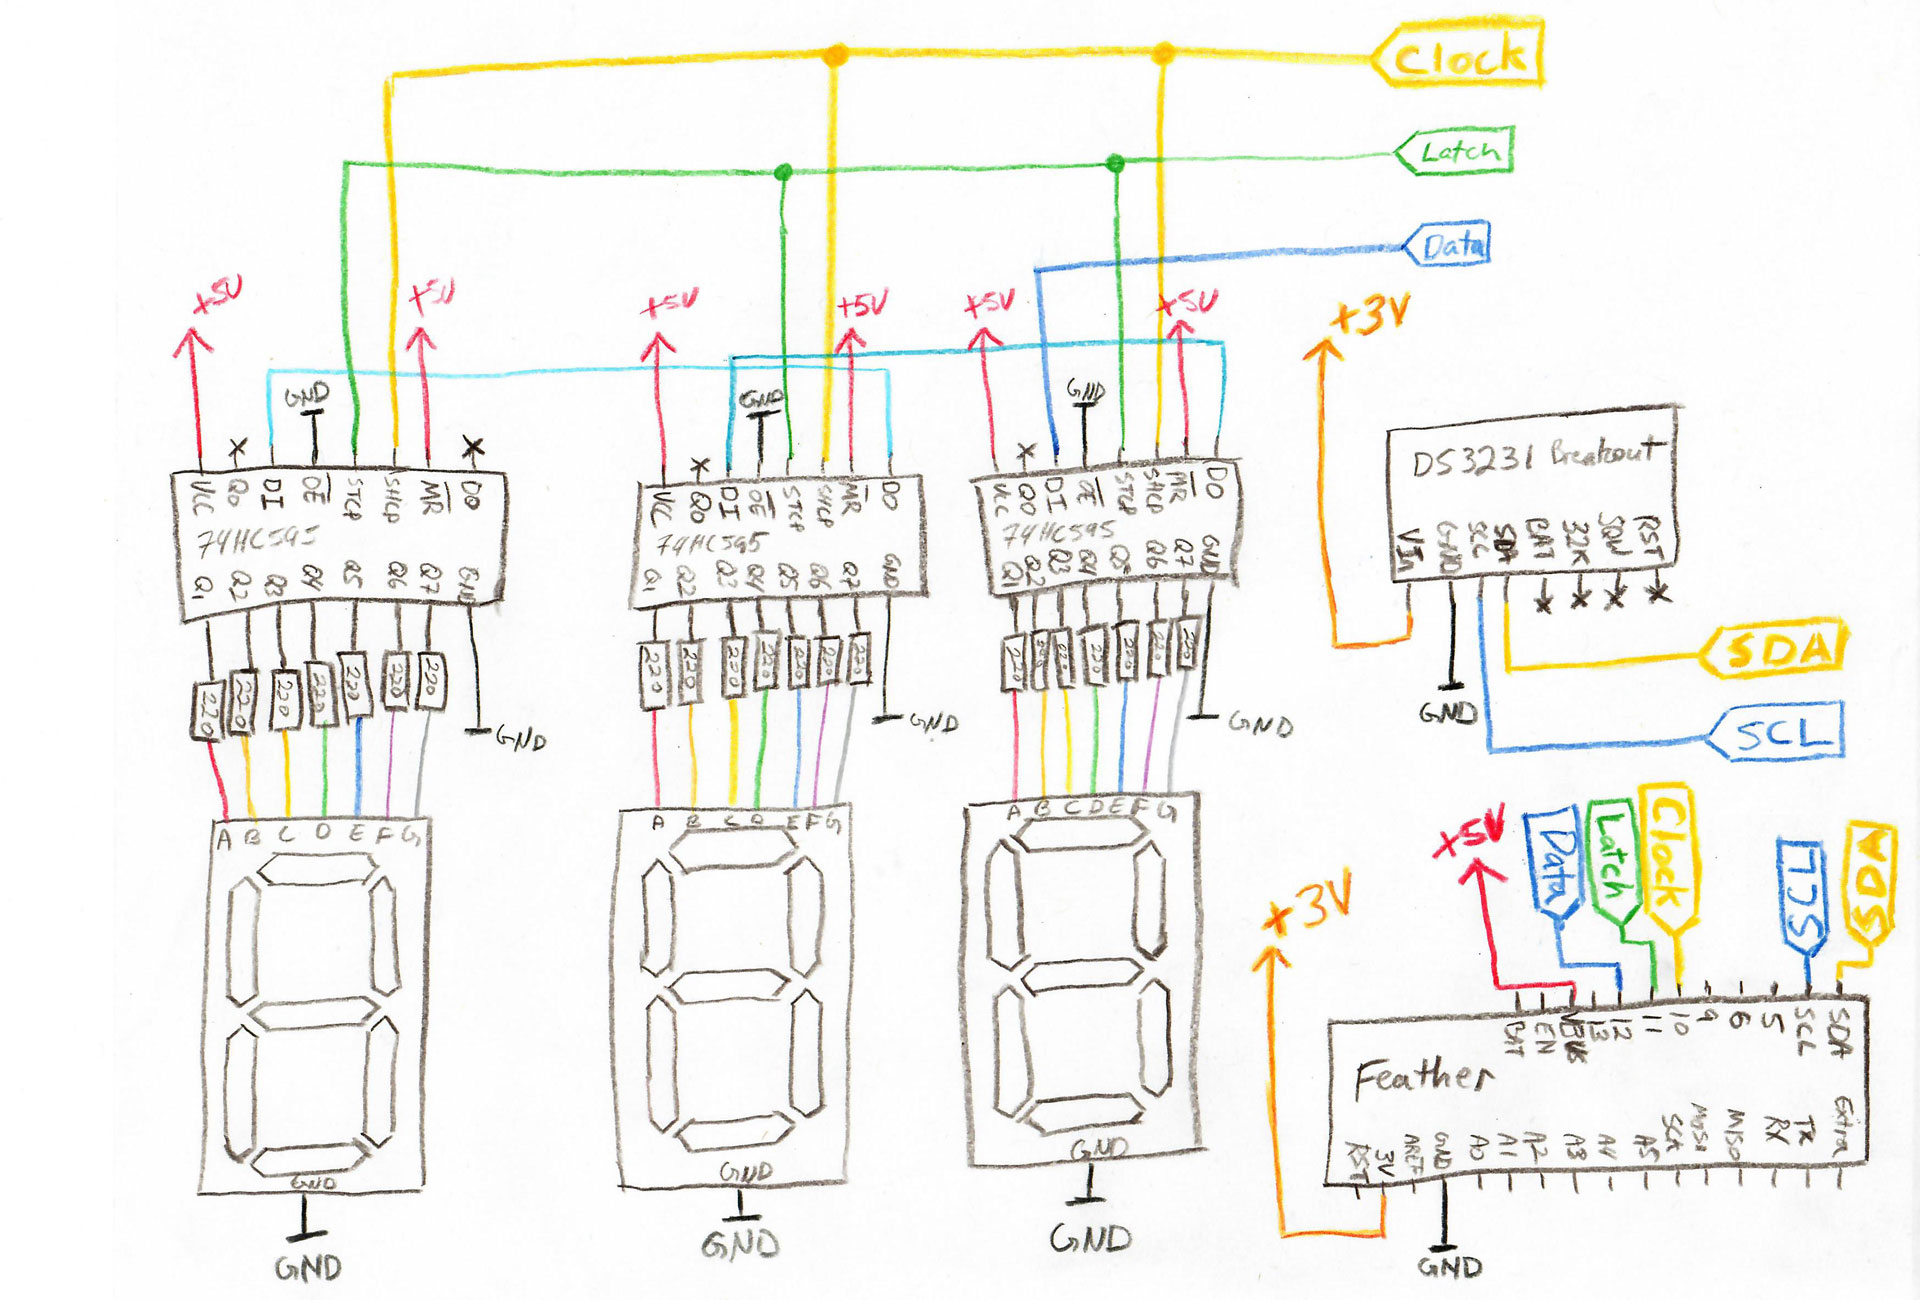 Clock
Latch
Data
+5V
+5V
+5V
+5V
+5V
+5V
+3V
GND
GND
GND
VCC Q0 DI OE STCP SHCP MR DO
74HC595
Q1 Q2 Q3 Q4 Q5 Q6 Q7 GND
VCC Q0 DI OE STCP SHCP MR DO
74HC595
Q1 Q2 Q3 Q4 Q5 Q6 Q7 GND
VCC Q0 DI OE STCP SHCP MR DO
74HC595
Q1 Q2 Q3 Q4 Q5 Q6 Q7 GND
DS3231 Breakout
VIN GND SCL SDA BAT 32K SQW RST
220 220 220 220 220 220 220
220 220 220 220 220 220 220
220 220 220 220 220 220 220
GND
GND
GND
GND
SDA
SCL
A B C D E F G
GND
GND
A B C D E F G
GND
GND
A B C D E F G
GND
GND
+5V
Data
Latch
Clock
SCL
SDA
+3V
BAT EN VBUS 13 12 11 10 9 6 5 SCL SDA
Feather
RST 3V AREF GND A0 A1 A2 A3 A4 A5 SCK MOSI MISO RX TX Extra
GND